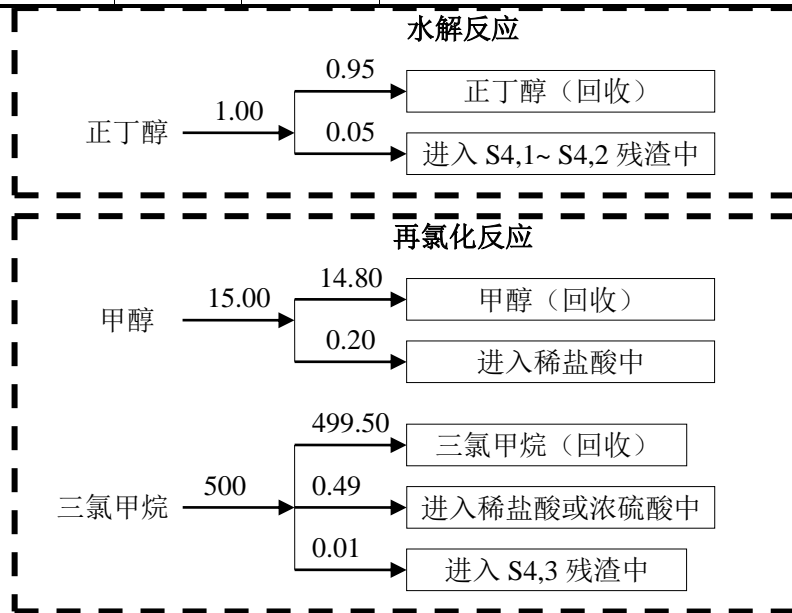 水解反应
0.95
正丁醇（回收）
正丁醇
1.00
0.05
进入 S4,1~ S4,2 残渣中
再氯化反应
14.80
甲醇（回收）
甲醇
15.00
0.20
进入稀盐酸中
499.50
三氯甲烷（回收）
三氯甲烷
500
0.49
进入稀盐酸或浓硫酸中
0.01
进入 S4,3 残渣中